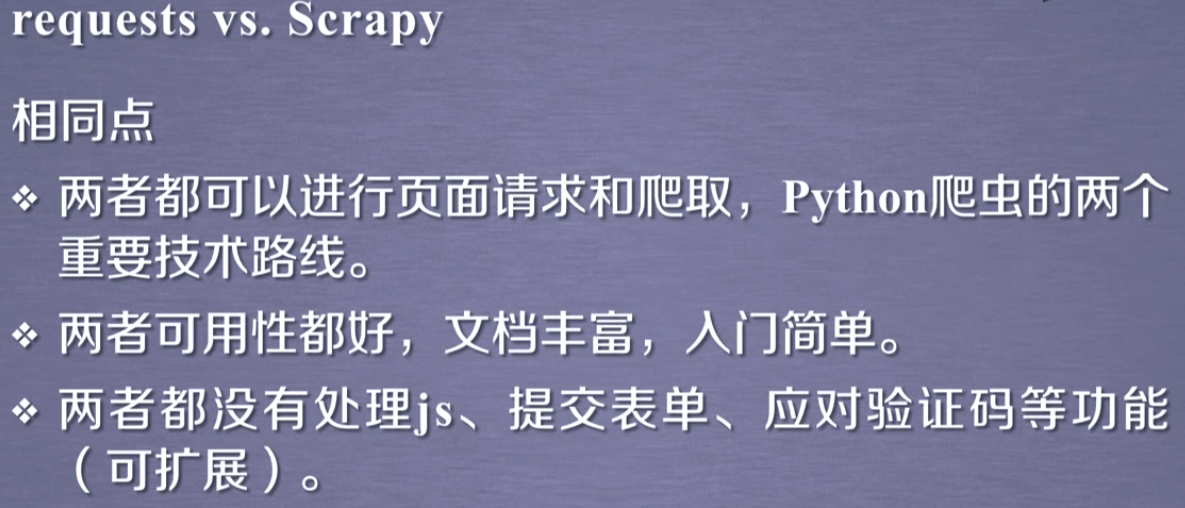 requests vs. Scrapy
相同点
❖ 两者都可以进行页面请求和爬取，Python爬虫的两个
重要技术路线。
❖ 两者可用性都好，文档丰富，入门简单。
❖ 两者都没有处理js、提交表单、应对验证码等功能
（可扩展）。